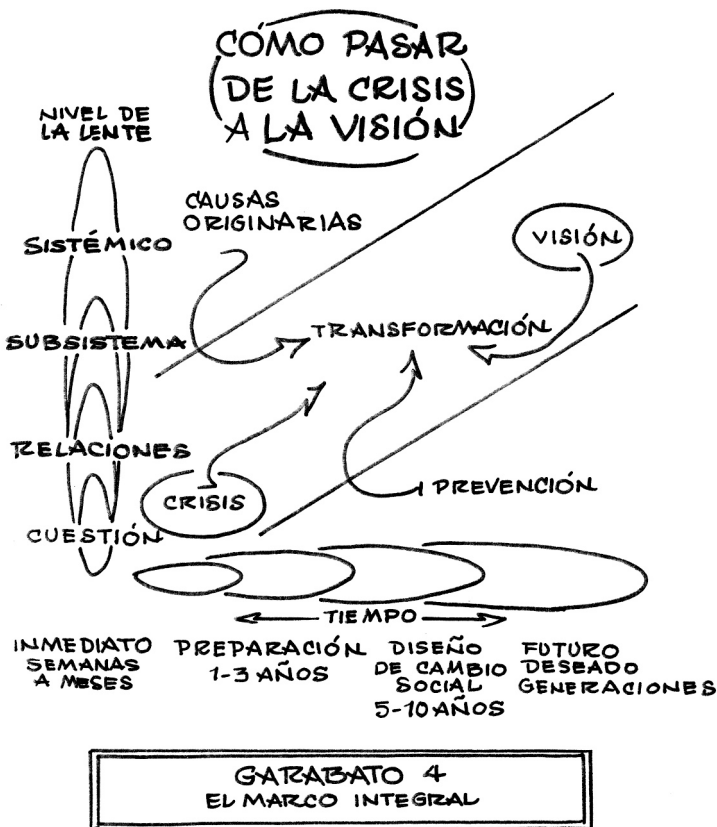 CÓMO PASAR
DE LA CRISIS
A LA VISIÓN
NIVEL DE
LA LENTE
CAUSAS
ORIGINARIAS
SISTÉMICO
VISIÓN
SUBSISTEMA
TRANSFORMACIÓN
RELACIONES
CRISIS
PREVENCIÓN
CUESTIÓN
TIEMPO
INMEDIATO
SEMANAS
A MESES
PREPARACIÓN
1-3 AÑOS
DISEÑO
DE CAMBIO
SOCIAL
5-10 AÑOS
FUTURO
DESEADO
GENERACIONES
GARABATO 4
EL MARCO INTEGRAL